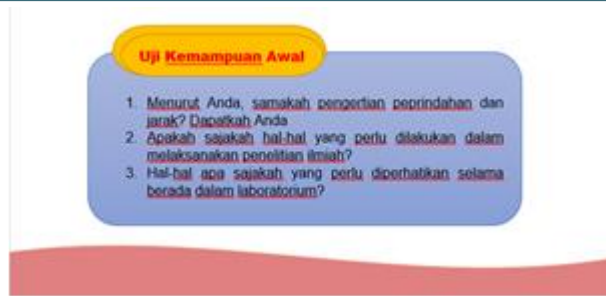 Uji Kemampuan Awal
1. Menurut Anda, samakah pengertian peprindahan dan
jarak? Dapatkah Anda
2. Apakah sajakah hal-hal yang perlu dilakukan dalam
melaksanakan penelitian ilmiah?
3. Hal-hal apa sajakah yang perlu diperhatikan selama
berada dalam laboratorium?